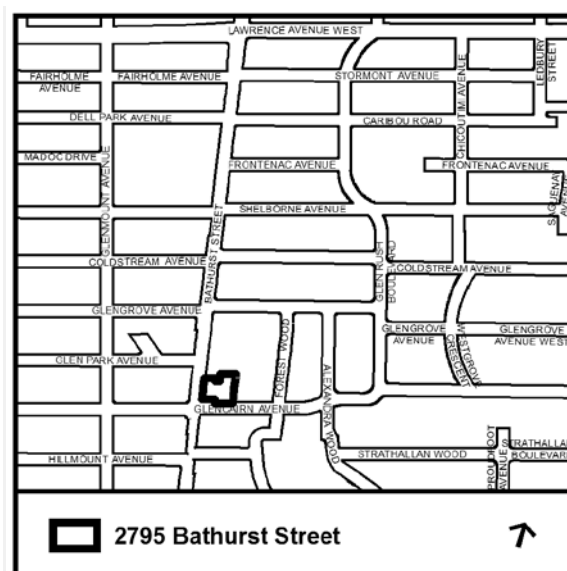 LAWRENCE AVENUE WEST
LEDBURY
STREET
FAIRHOLME
AVENUE
FAIRHOLME AVENUE
STORMONT AVENUE
CHICOUTIMI AVENUE
DELL PARK AVENUE
CARIBOU ROAD
MADOC DRIVE
GLENMOUNT AVENUE
FRONTENAC AVENUE
FRONTENAC AVENUE
SAGUENAY
AVENUE
BATHURST STREET
SHELBORNE AVENUE
GLEN RUSH
BOULEVARD
COLDSTREAM AVENUE
COLDSTREAM AVENUE
GLENGROVE AVENUE
GLENGROVE
AVENUE
WESTGROVE
CRESCENT
GLENGROVE
AVENUE WEST
FOREST WOOD
GLEN PARK AVENUE
ALEXANDRA WOOD
GLENCAIRN AVENUE
HILLMOUNT AVENUE
STRATHALLAN WOOD
PROUDFOOT
AVENUE
STRATHALLAN
BOULEVARD
2795 Bathurst Street